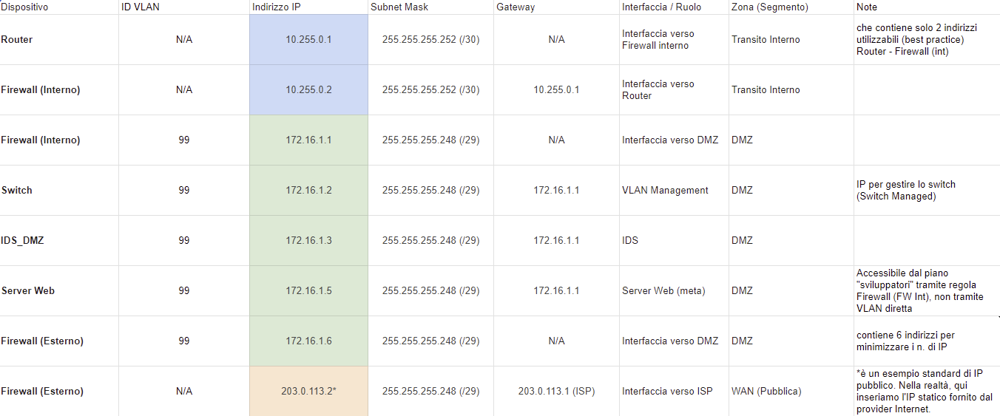 Dispositivo ID VLAN Indirizzo IP Subnet Mask Gateway Interfaccia / Ruolo Zona (Segmento) Note
Router N/A 10.255.0.1 255.255.255.252 (/30) N/A Interfaccia verso
Firewall interno Transito Interno che contiene solo 2 indirizzi
utilizzabili (best practice)
Router - Firewall (int)
Firewall (Interno) N/A 10.255.0.2 255.255.255.252 (/30) 10.255.0.1 Interfaccia verso
Router Transito Interno
Firewall (Interno) 99 172.16.1.1 255.255.255.248 (/29) N/A Interfaccia verso DMZ DMZ
Switch 99 172.16.1.2 255.255.255.248 (/29) 172.16.1.1 VLAN Management DMZ IP per gestire lo switch
(Switch Managed)
IDS_DMZ 99 172.16.1.3 255.255.255.248 (/29) 172.16.1.1 IDS DMZ
Server Web 99 172.16.1.5 255.255.255.248 (/29) 172.16.1.1 Server Web (meta) DMZ Accessibile dal piano
"sviluppatori" tramite regola
Firewall (FW Int), non tramite
VLAN diretta
Firewall (Esterno) 99 172.16.1.6 255.255.255.248 (/29) N/A Interfaccia verso DMZ DMZ contiene 6 indirizzi per
minimizzare i n. di IP
Firewall (Esterno) N/A 203.0.113.2* 255.255.255.248 (/29) 203.0.113.1 (ISP) Interfaccia verso ISP WAN (Pubblica) *è un esempio standard di IP
pubblico. Nella realtà, qui
inseriamo l'IP statico fornito dal
provider Internet.